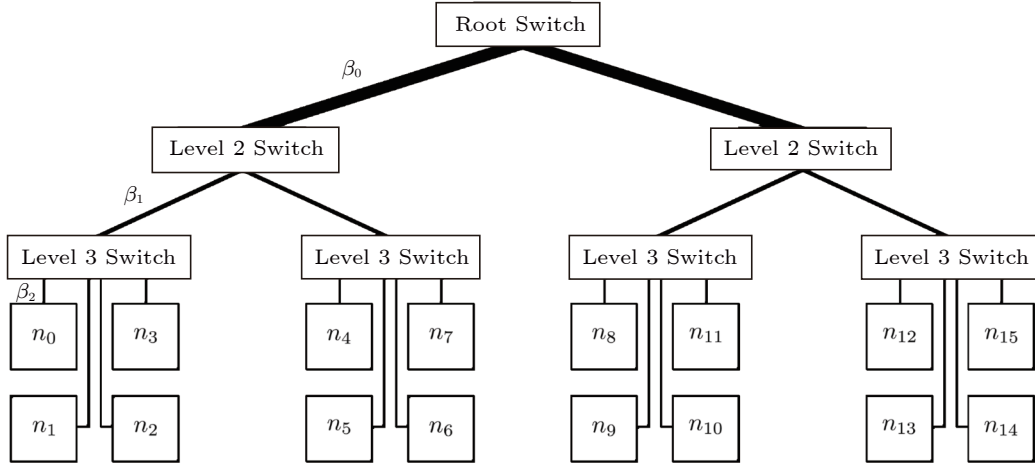 Root Switch
β₀
Level 2 Switch
Level 2 Switch
β₁
Level 3 Switch
Level 3 Switch
Level 3 Switch
Level 3 Switch
β₂
n₀
n₃
n₄
n₇
n₈
n₁₁
n₁₂
n₁₅
n₁
n₂
n₅
n₆
n₉
n₁₀
n₁₃
n₁₄